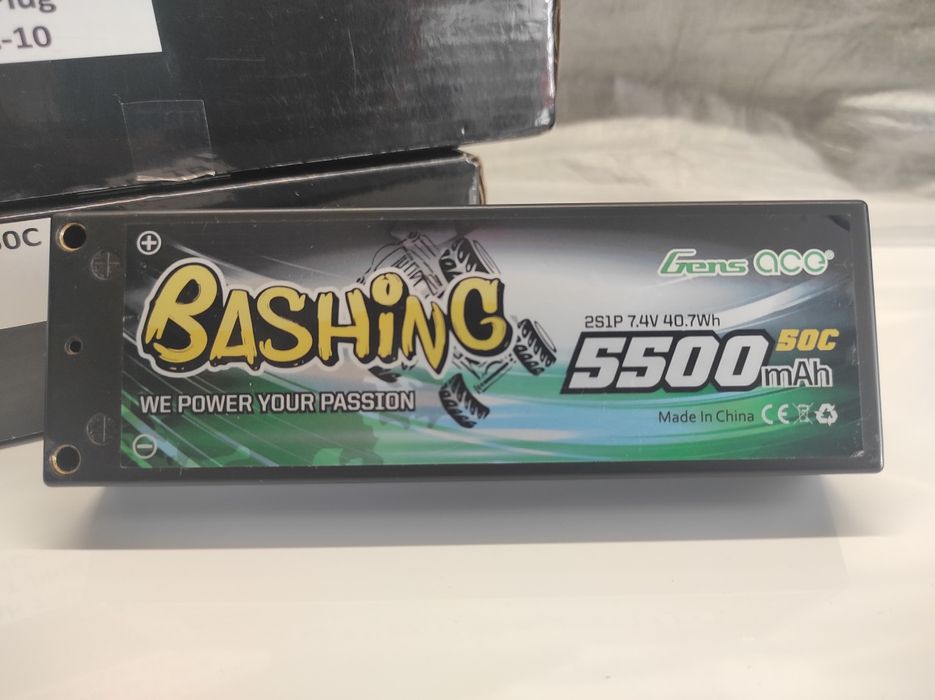 -10
0C
BASHING
WE POWER YOUR PASSION
Gens ace®
2S1P 7.4V 40.7Wh
5500mAh 50C
Made In China CE